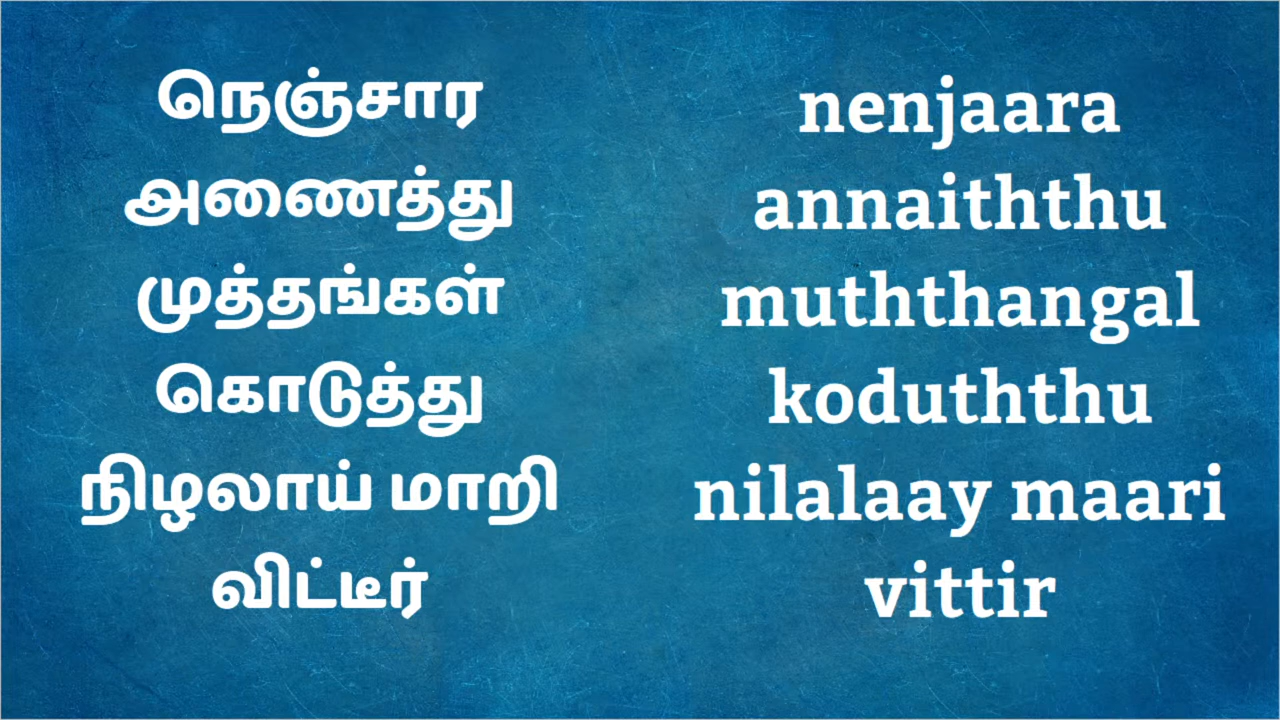 நெஞ்சார
அணைத்து
முத்தங்கள்
கொடுத்து
நிழலாய் மாறி
விட்டீர்
nenjaara
annaiththu
muththangal
koduththu
nilalaay maari
vittir